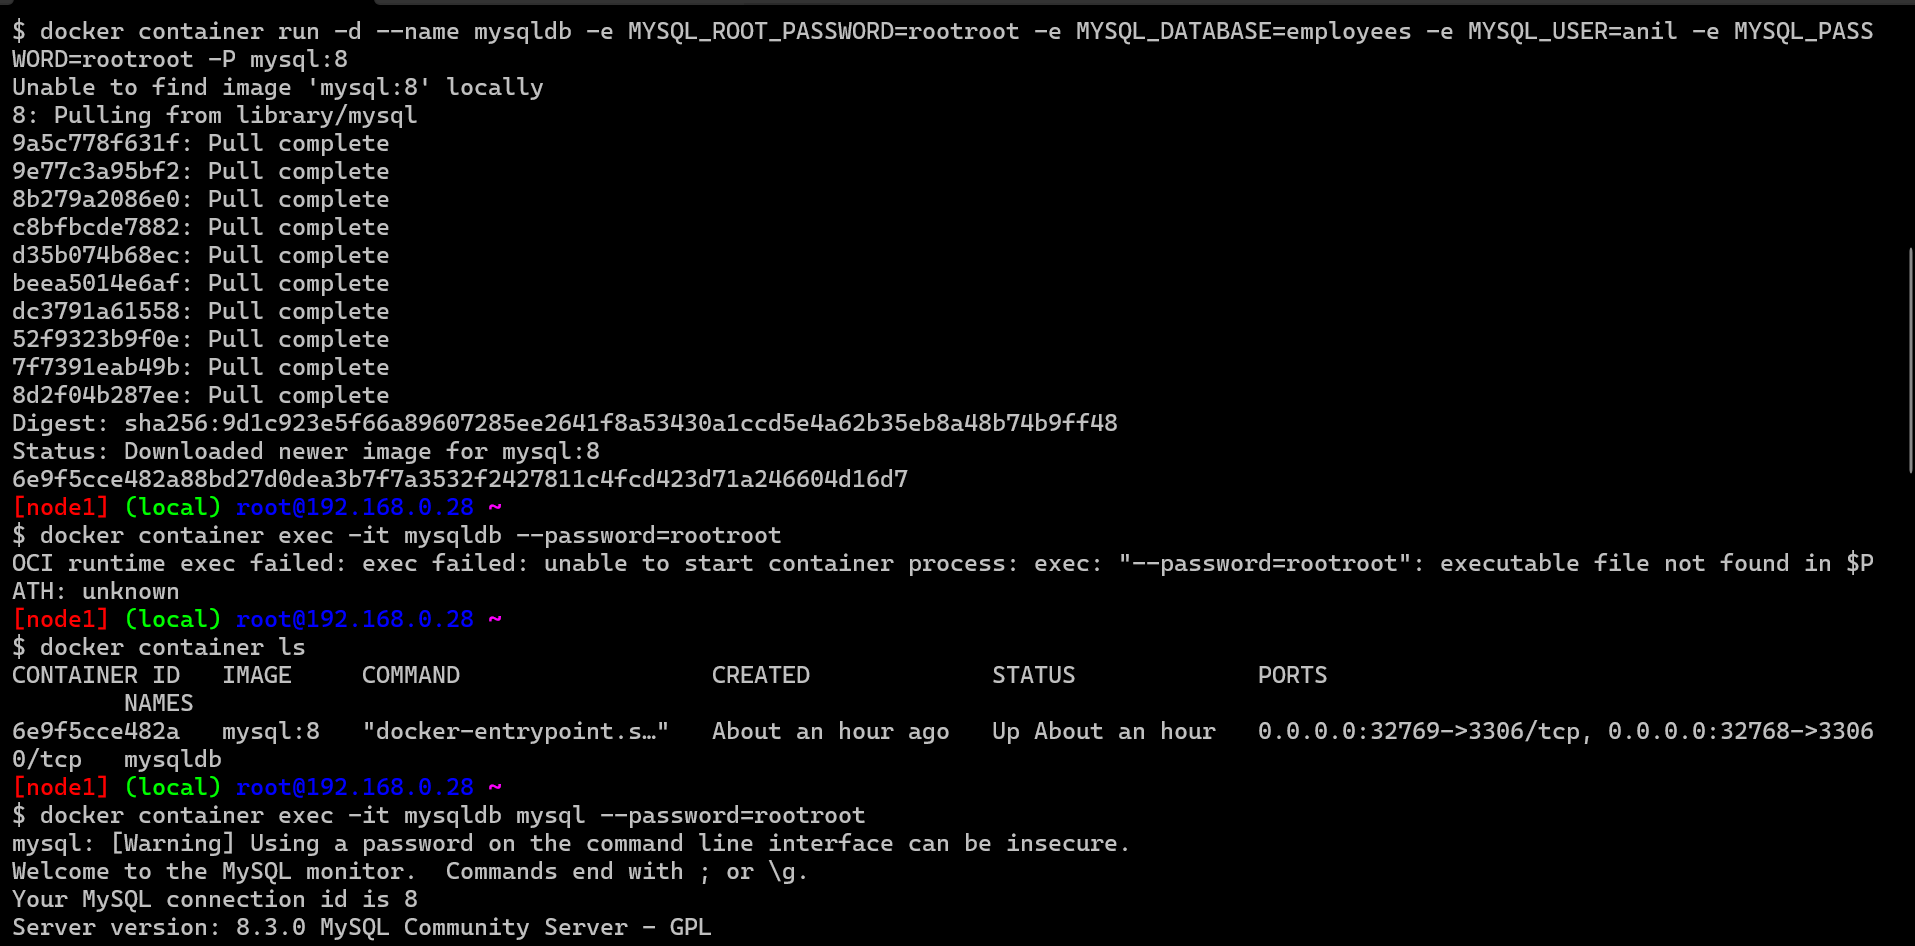 $ docker container run -d --name mysqldb -e MYSQL_ROOT_PASSWORD=rootroot -e MYSQL_DATABASE=employees -e MYSQL_USER=anil -e MYSQL_PASS
WORD=rootroot -P mysql:8
Unable to find image 'mysql:8' locally
8: Pulling from library/mysql
9a5c778f631f: Pull complete
9e77c3a95bf2: Pull complete
8b279a2086e0: Pull complete
c8bfbcde7882: Pull complete
d35b074b68ec: Pull complete
beea5014e6af: Pull complete
dc3791a61558: Pull complete
52f9323b9f0e: Pull complete
7f7391eab49b: Pull complete
8d2f04b287ee: Pull complete
Digest: sha256:9d1c923e5f66a89607285ee2641f8a53430a1ccd5e4a62b35eb8a48b74b9ff48
Status: Downloaded newer image for mysql:8
6e9f5cce482a88bd27d0dea3b7f7a3532f2427811c4fcd423d71a246604d16d7
[node1] (local) root@192.168.0.28 ~
$ docker container exec -it mysqldb --password=rootroot
OCI runtime exec failed: exec failed: unable to start container process: exec: "--password=rootroot": executable file not found in $P
ATH: unknown
[node1] (local) root@192.168.0.28 ~
$ docker container ls
CONTAINER ID   IMAGE     COMMAND                  CREATED             STATUS             PORTS
        NAMES
6e9f5cce482a   mysql:8   "docker-entrypoint.s…"   About an hour ago   Up About an hour   0.0.0.0:32769->3306/tcp, 0.0.0.0:32768->3306
0/tcp   mysqldb
[node1] (local) root@192.168.0.28 ~
$ docker container exec -it mysqldb mysql --password=rootroot
mysql: [Warning] Using a password on the command line interface can be insecure.
Welcome to the MySQL monitor.  Commands end with ; or \g.
Your MySQL connection id is 8
Server version: 8.3.0 MySQL Community Server - GPL